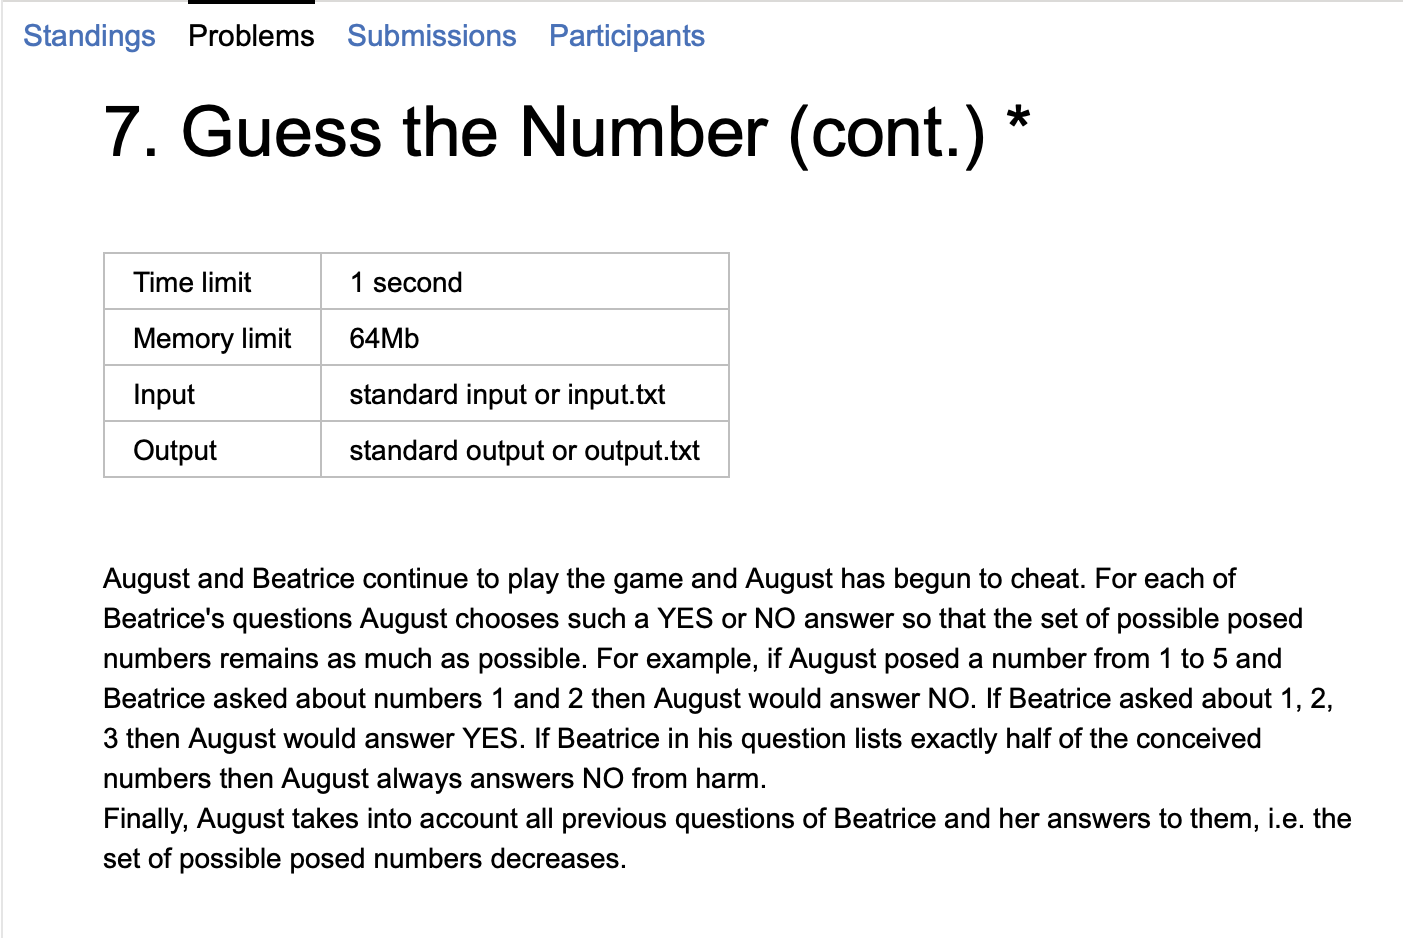 Standings Problems Submissions Participants
7. Guess the Number (cont.) *
Time limit 1 second
Memory limit 64Mb
Input standard input or input.txt
Output standard output or output.txt
August and Beatrice continue to play the game and August has begun to cheat. For each of
Beatrice's questions August chooses such a YES or NO answer so that the set of possible posed
numbers remains as much as possible. For example, if August posed a number from 1 to 5 and
Beatrice asked about numbers 1 and 2 then August would answer NO. If Beatrice asked about 1, 2,
3 then August would answer YES. If Beatrice in his question lists exactly half of the conceived
numbers then August always answers NO from harm.
Finally, August takes into account all previous questions of Beatrice and her answers to them, i.e. the
set of possible posed numbers decreases.